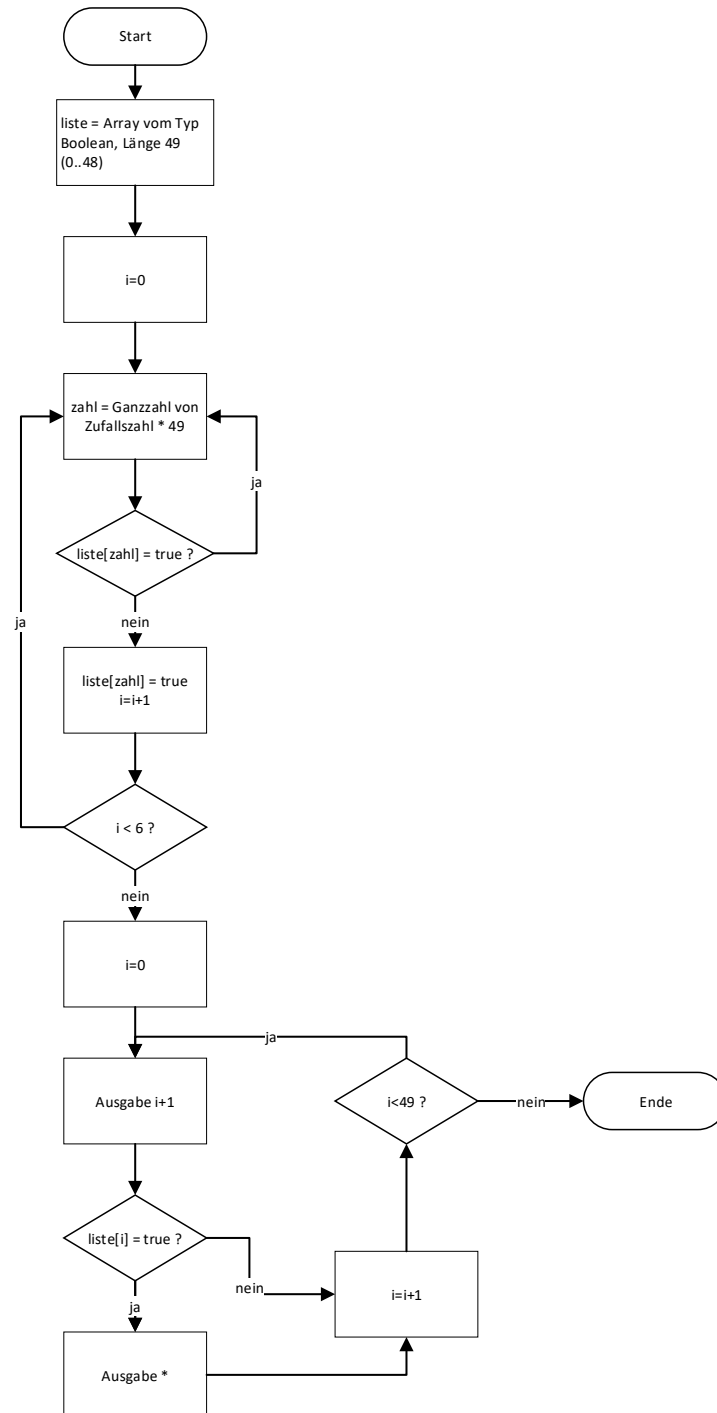 Start
liste = Array vom Typ
Boolean, Länge 49
(0..48)
i=0
zahl = Ganzzahl von
Zufallszahl * 49
ja
liste[zahl] = true ?
ja
nein
liste[zahl] = true
i=i+1
i < 6 ?
nein
i=0
ja
Ausgabe i+1
i<49 ?
nein
Ende
liste[i] = true ?
nein
i=i+1
ja
Ausgabe *